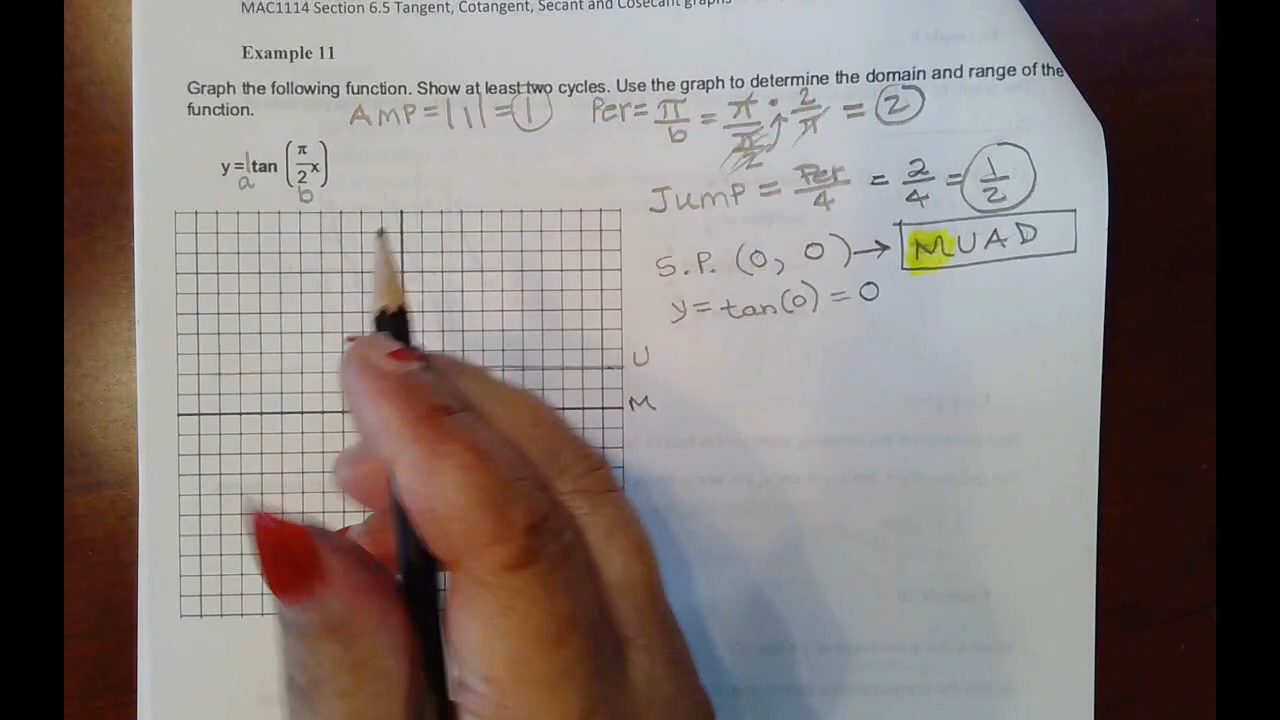 MAC1114 Section 6.5 Tangent, Cotangent, Secant and Cosecant graphs
Example 11
Graph the following function. Show at least two cycles. Use the graph to determine the domain and range of the
function.
AMP = |1| = 1
Per = π/b = π/(π/2) · 2/π = 2
y = 1tan (π/2 x)
a b
Jump = Per/4 = 2/4 = 1/2
S.P. (0, 0) → MUAD
y = tan(0) = 0
U
M